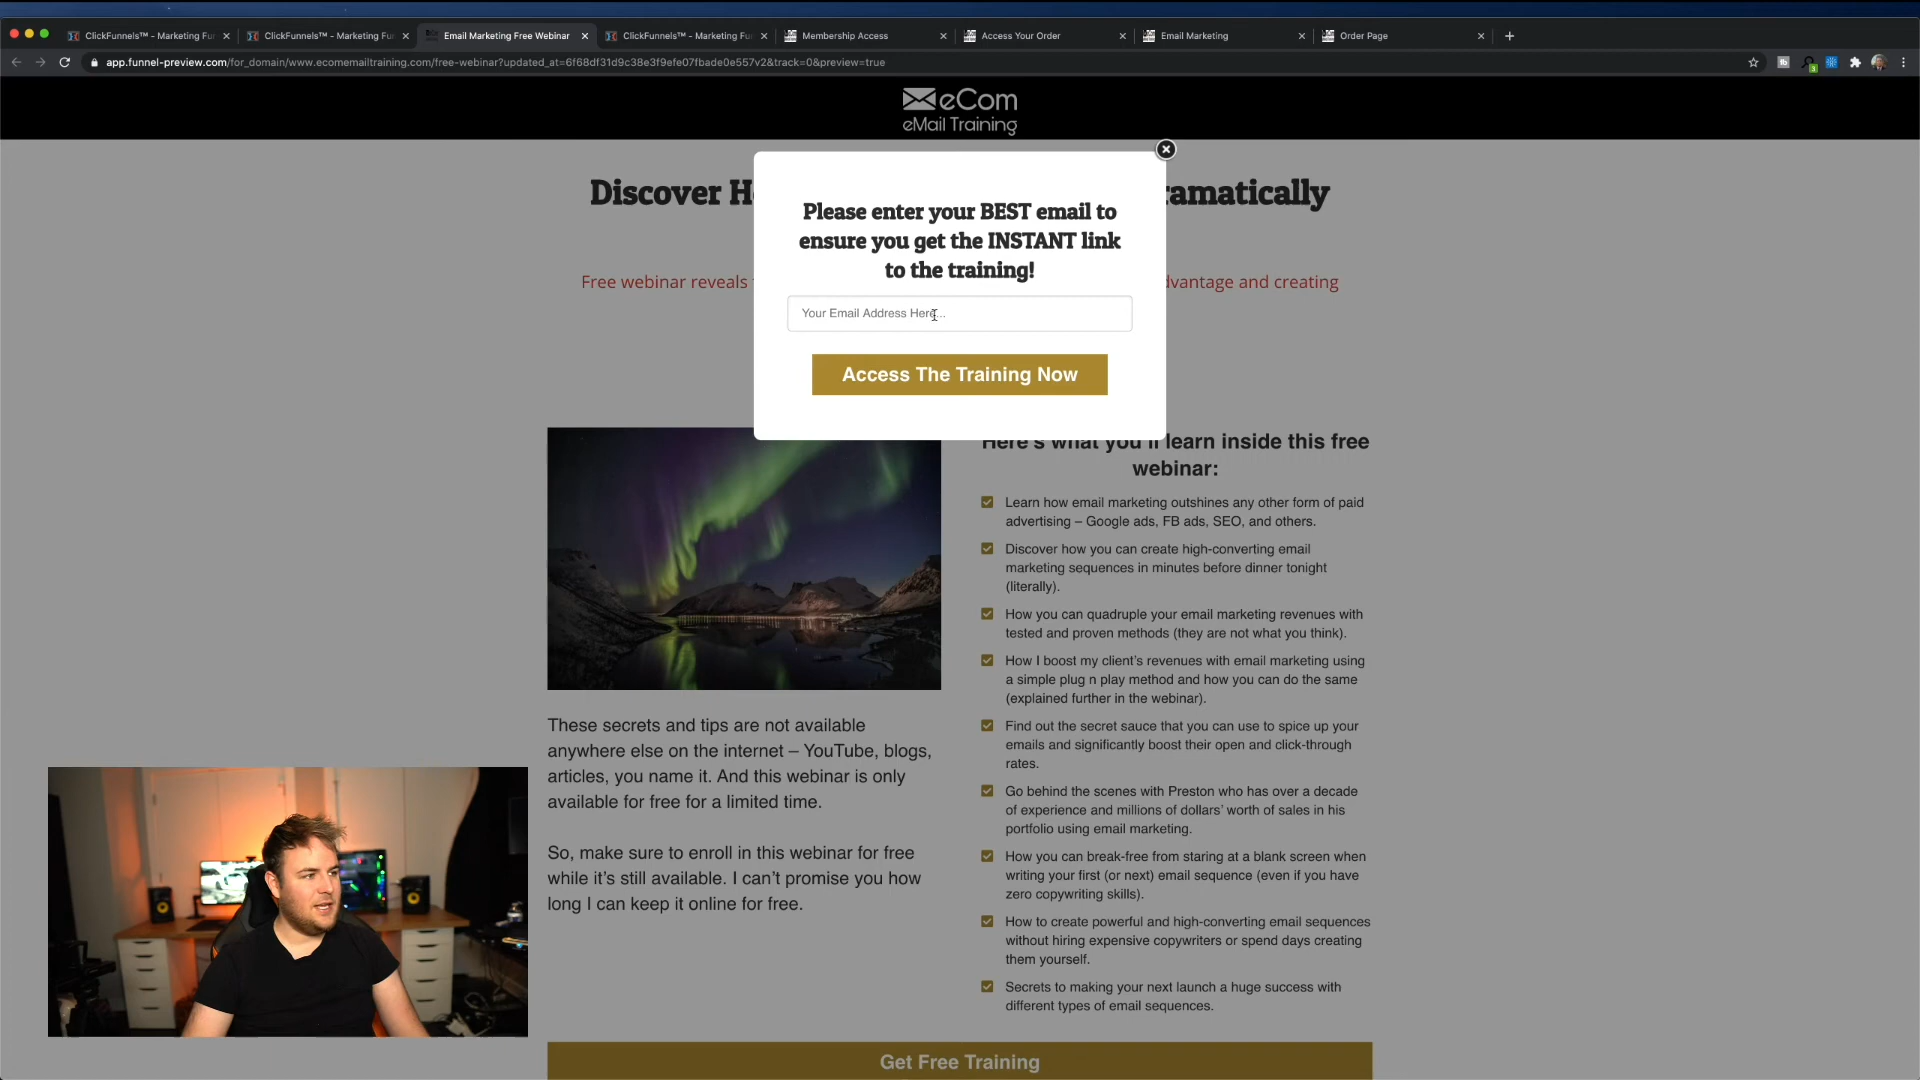 ClickFunnels™ - Marketing Fun
ClickFunnels™ - Marketing Fun
Email Marketing Free Webinar
ClickFunnels™ - Marketing Fun
Membership Access
Access Your Order
Email Marketing
Order Page
app.funnel-preview.com/for_domain/www.ecomemailtraining.com/free-webinar?updated_at=6f68df31d9c38e3f9efe07fbade0e557v2&track=0&preview=true
eCom
eMail Training
Discover H
ramatically
Please enter your BEST email to
ensure you get the INSTANT link
to the training!
Free webinar reveals
dvantage and creating
Your Email Address Here...
Access The Training Now
Here's what you'll learn inside this free
webinar:
Learn how email marketing outshines any other form of paid
advertising – Google ads, FB ads, SEO, and others.
Discover how you can create high-converting email
marketing sequences in minutes before dinner tonight
(literally).
How you can quadruple your email marketing revenues with
tested and proven methods (they are not what you think).
How I boost my client's revenues with email marketing using
a simple plug n play method and how you can do the same
(explained further in the webinar).
Find out the secret sauce that you can use to spice up your
emails and significantly boost their open and click-through
rates.
Go behind the scenes with Preston who has over a decade
of experience and millions of dollars' worth of sales in his
portfolio using email marketing.
How you can break-free from staring at a blank screen when
writing your first (or next) email sequence (even if you have
zero copywriting skills).
How to create powerful and high-converting email sequences
without hiring expensive copywriters or spend days creating
them yourself.
Secrets to making your next launch a huge success with
different types of email sequences.
These secrets and tips are not available
anywhere else on the internet – YouTube, blogs,
articles, you name it. And this webinar is only
available for free for a limited time.
So, make sure to enroll in this webinar for free
while it's still available. I can't promise you how
long I can keep it online for free.
Get Free Training